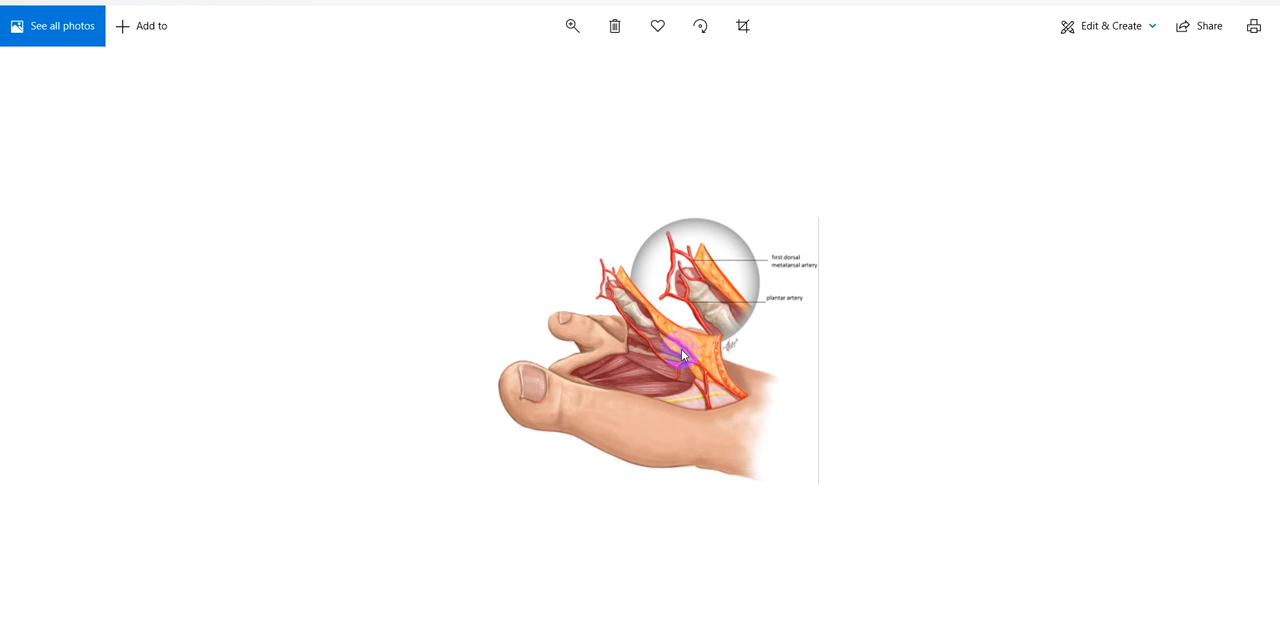 See all photos
Add to
Edit & Create
Share
first dorsal
metatarsal artery
plantar artery